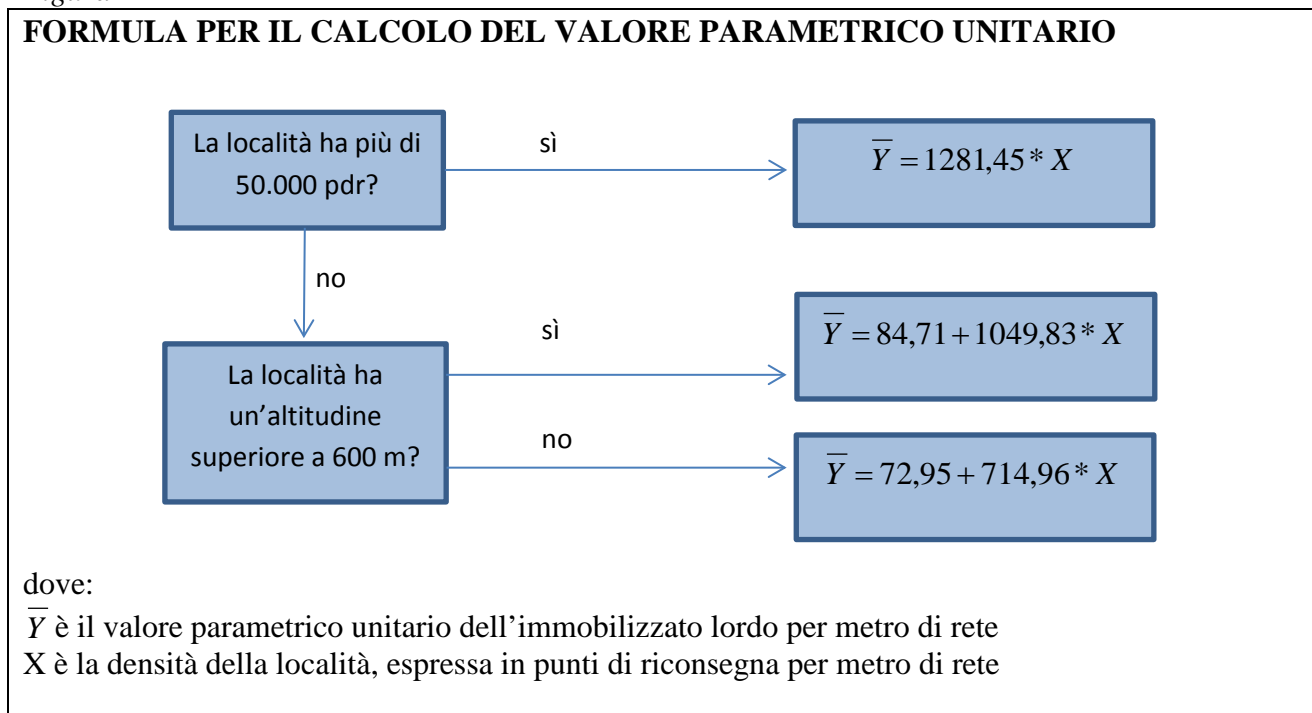 FORMULA PER IL CALCOLO DEL VALORE PARAMETRICO UNITARIO
La località ha più di
50.000 pdr?
sì
Y̅ = 1281,45 * X
no
La località ha
un’altitudine
superiore a 600 m?
sì
Y̅ = 84,71 + 1049,83 * X
no
Y̅ = 72,95 + 714,96 * X
dove:
Y̅ è il valore parametrico unitario dell’immobilizzato lordo per metro di rete
X è la densità della località, espressa in punti di riconsegna per metro di rete